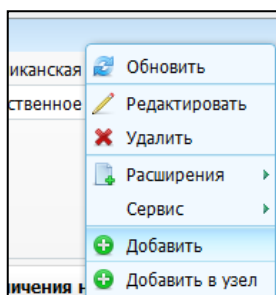 иканская
Обновить
ственное
Редактировать
Удалить
Расширения
Сервис
Добавить
ичения н
Добавить в узел